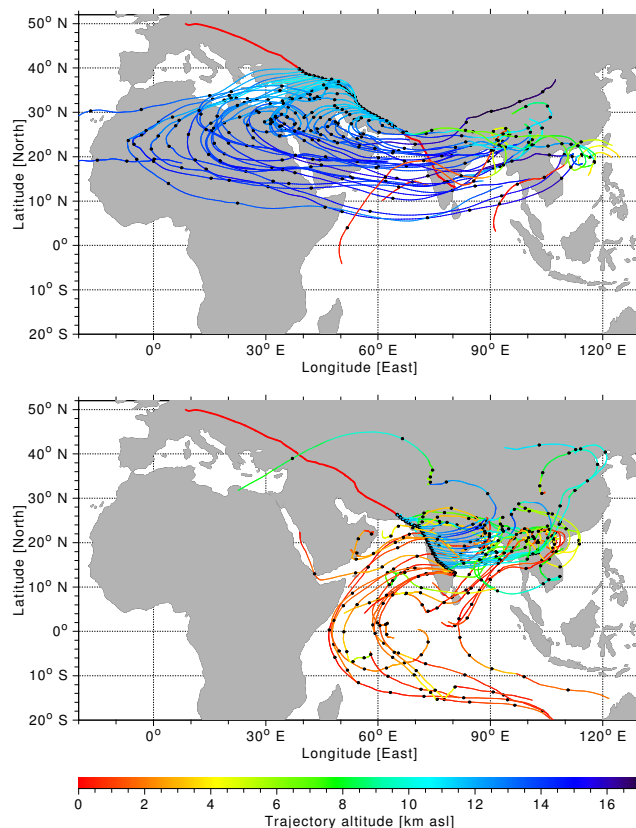 50° N
40° N
30° N
20° N
10° N
0°
10° S
20° S
Latitude [North]
0° 30° E 60° E 90° E 120° E
Longitude [East]
50° N
40° N
30° N
20° N
10° N
0°
10° S
20° S
Latitude [North]
0° 30° E 60° E 90° E 120° E
Longitude [East]
0 2 4 6 8 10 12 14 16
Trajectory altitude [km asl]